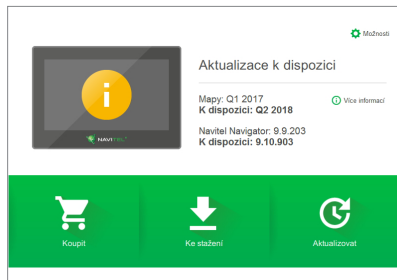 Možnosti
Aktualizace k dispozici
Mapy: Q1 2017
K dispozici: Q2 2018
Více informací
Navitel Navigator: 9.9.203
K dispozici: 9.10.903
NAVITEL
Koupit
Ke stažení
Aktualizovat